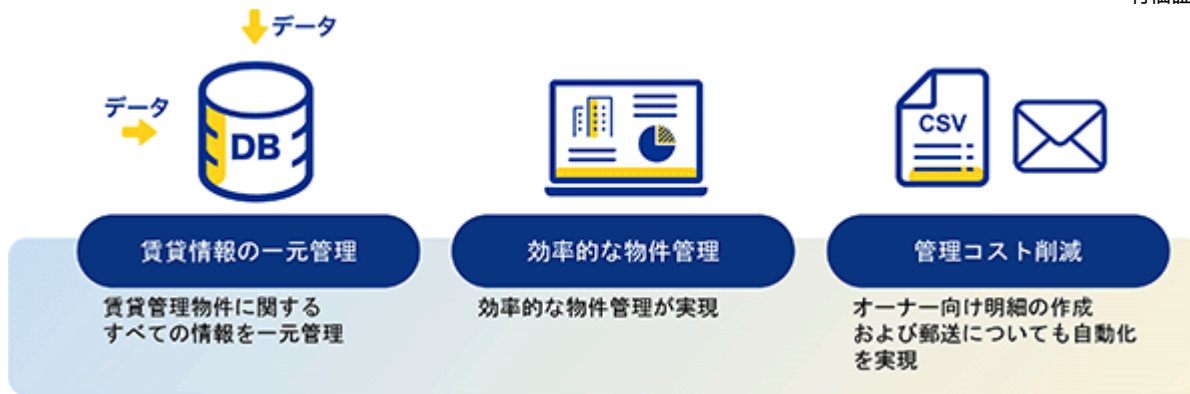 データ
データ
DB
CSV
賃貸情報の一元管理
効率的な物件管理
管理コスト削減
賃貸管理物件に関する
すべての情報を一元管理
効率的な物件管理が実現
オーナー向け明細の作成
および郵送についても自動化
を実現